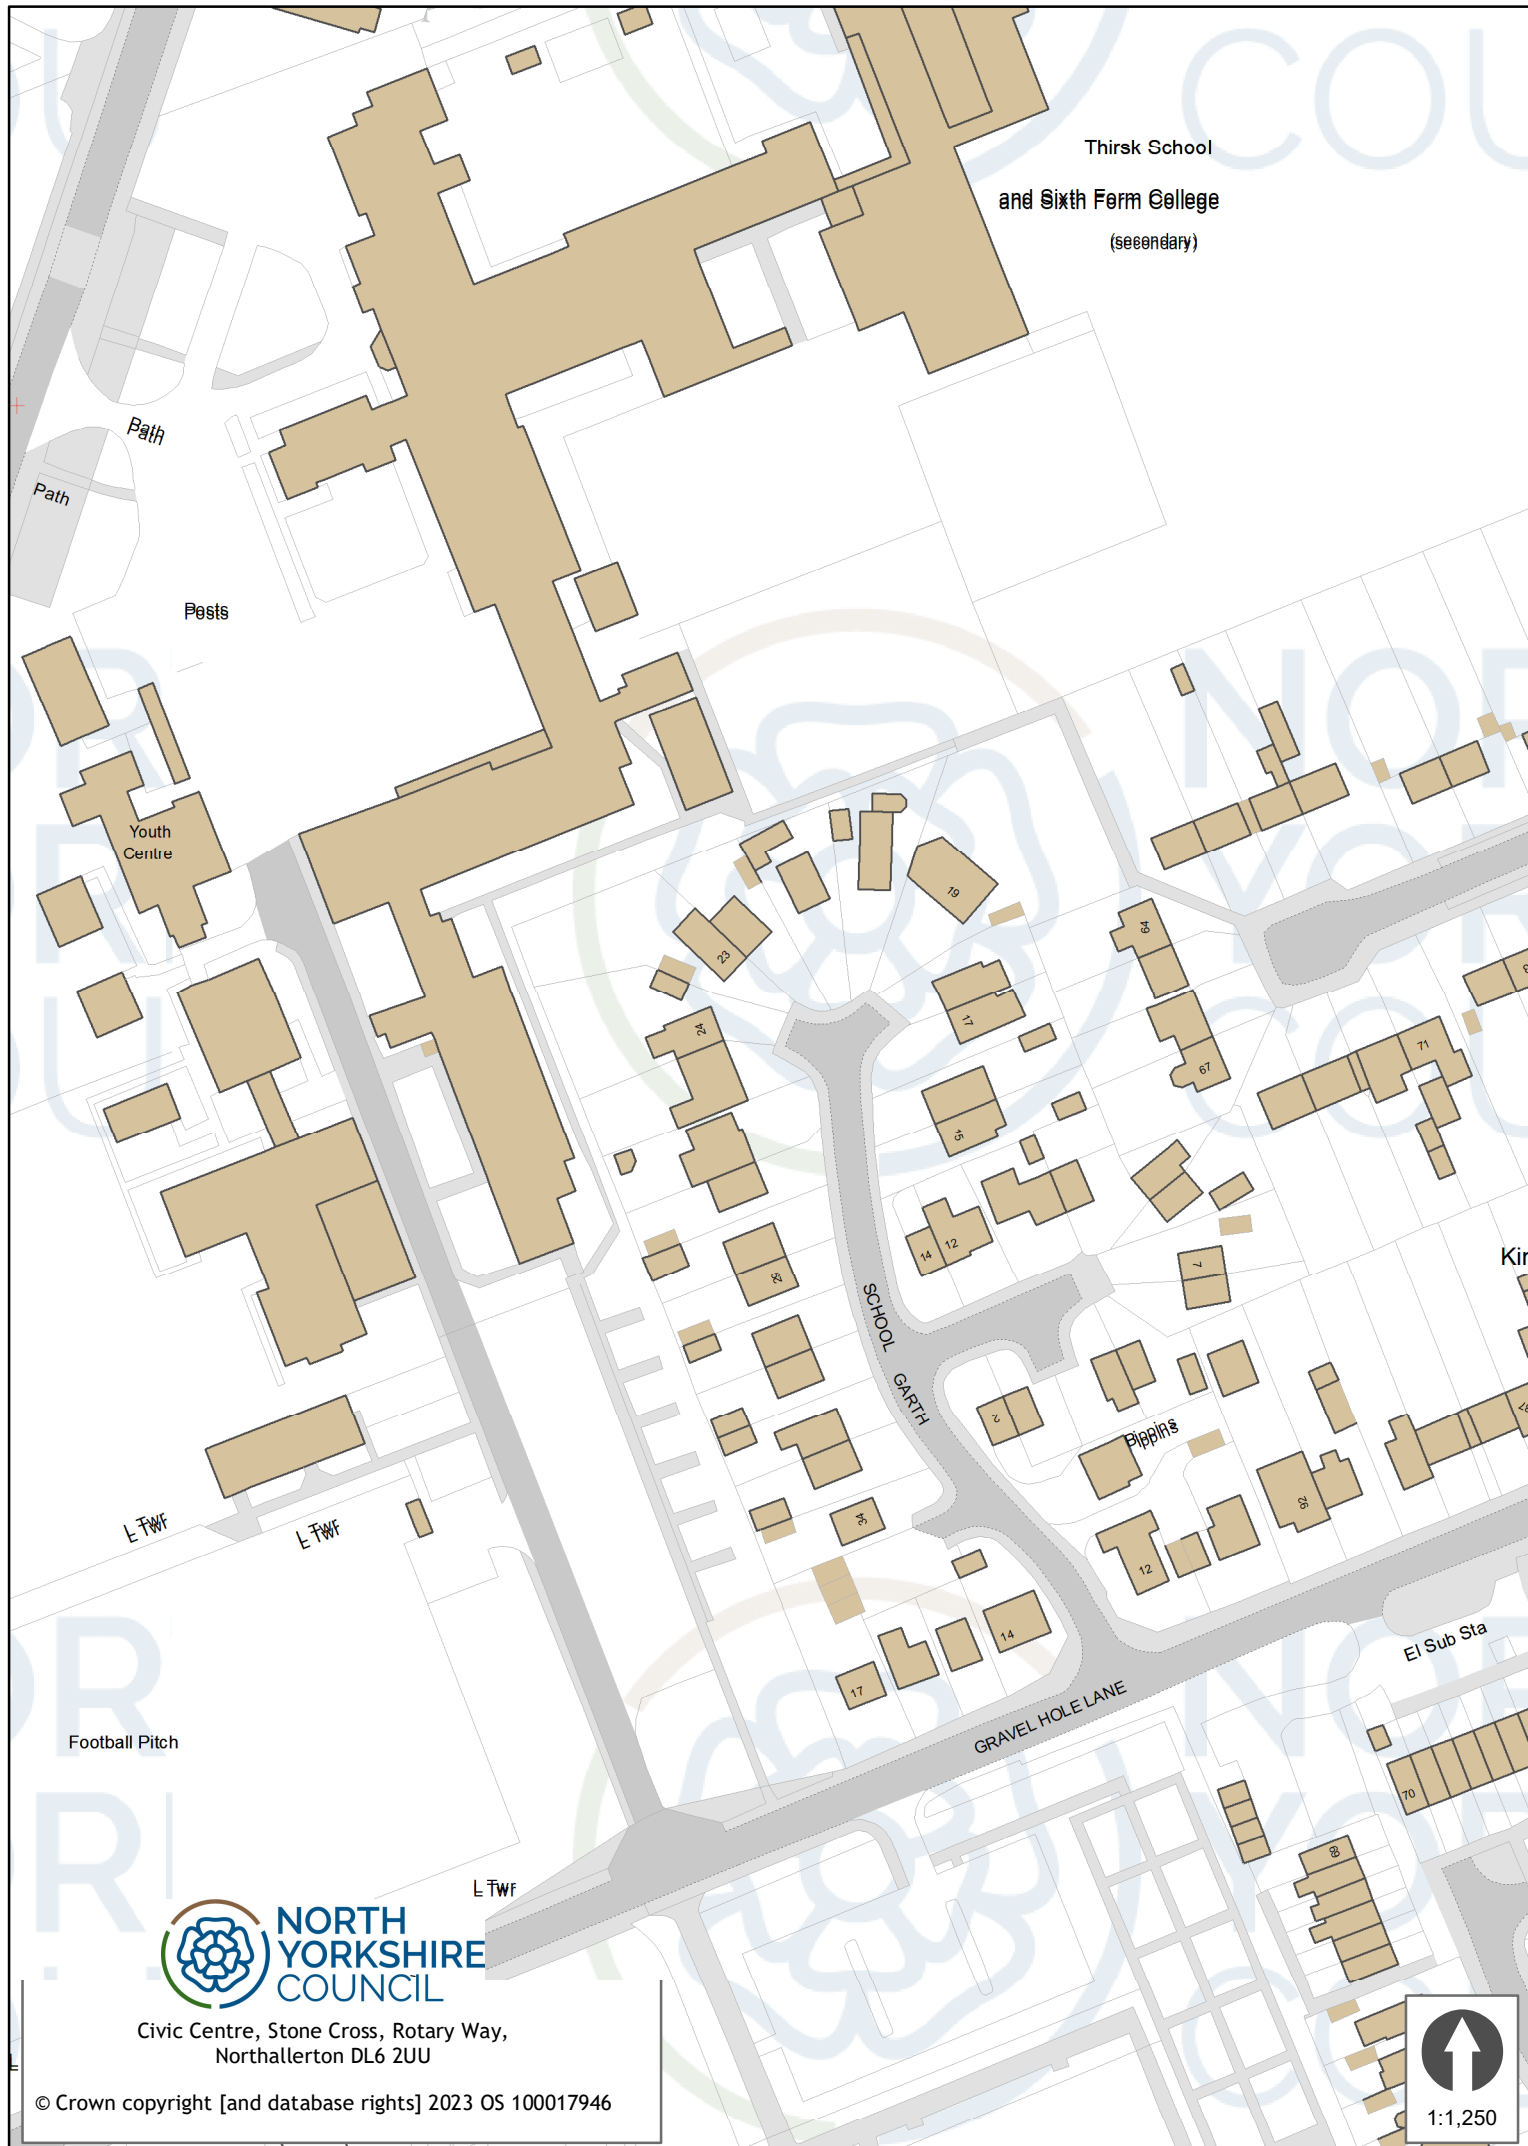 Thirsk School
and Sixth Form College
(secondary)
Path
Path
Posts
Youth
Centre
19
64
23
17
24
67
71
15
14
12
7
Kin
SCHOOL GARTH
2
Pippins
92
34
12
L Twr
L Twr
14
17
El Sub Sta
GRAVEL HOLE LANE
Football Pitch
70
L Twr
NORTH
YORKSHIRE
COUNCIL
Civic Centre, Stone Cross, Rotary Way,
Northallerton DL6 2UU
© Crown copyright [and database rights] 2023 OS 100017946
1:1,250